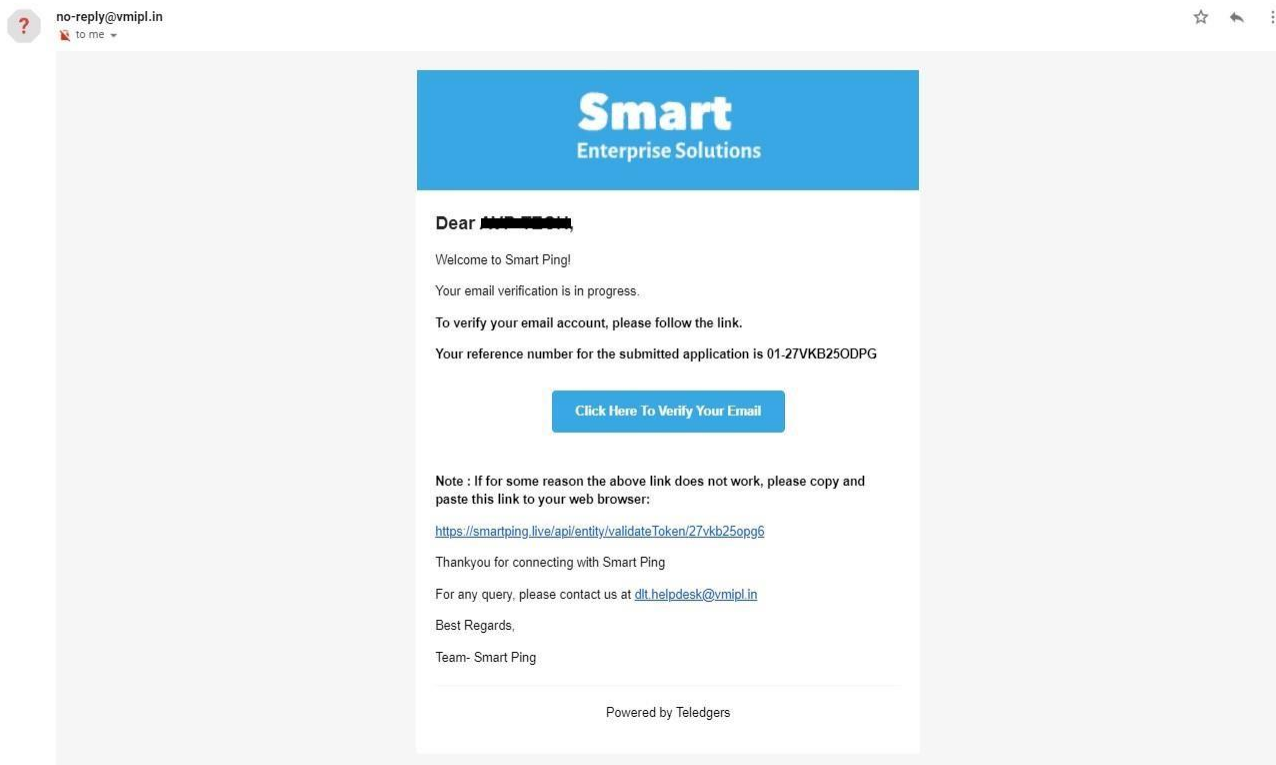 no-reply@vmipl.in
to me
Smart
Enterprise Solutions
Dear
Welcome to Smart Ping!
Your email verification is in progress.
To verify your email account, please follow the link.
Your reference number for the submitted application is 01-27VKB25ODPG
Click Here To Verify Your Email
Note : If for some reason the above link does not work, please copy and
paste this link to your web browser:
https://smartping.live/api/entity/validateToken/27vkb25opg6
Thankyou for connecting with Smart Ping
For any query, please contact us at dlt.helpdesk@vmipl.in
Best Regards,
Team- Smart Ping
Powered by Teledgers